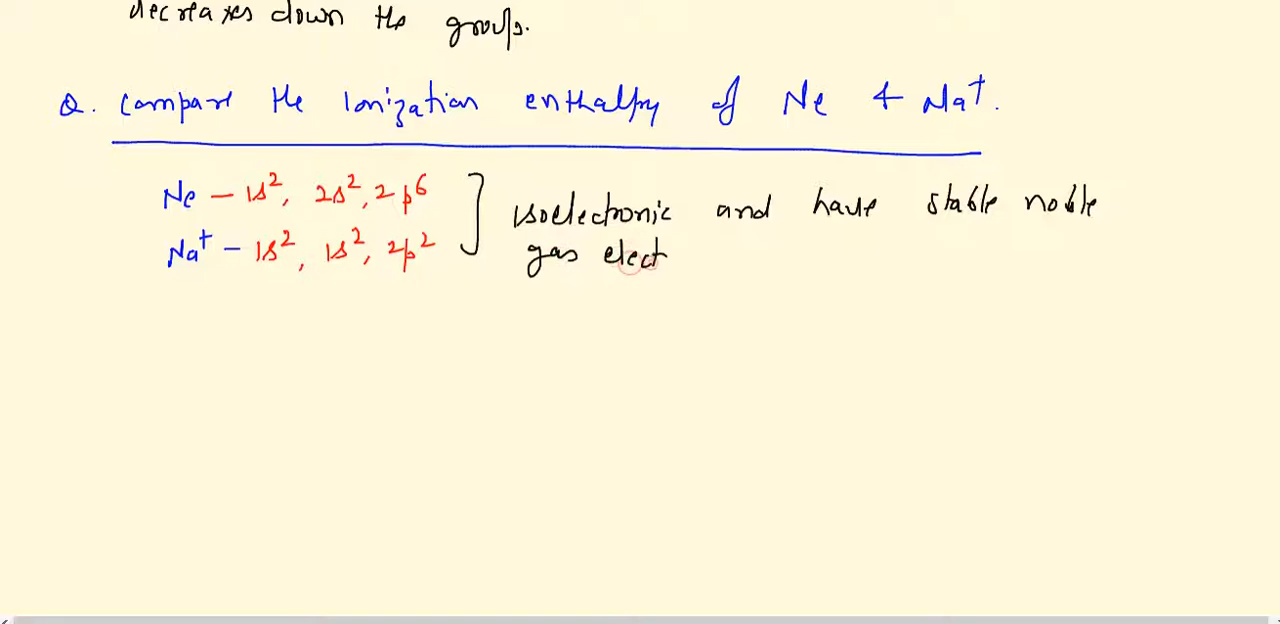 decreases down the groups.
Q. Compare the Ionization enthalpy of Ne & Na⁺.
Ne – 1s², 2s², 2p⁶
Na⁺ – 1s², 1s², 2p²
] isoelectronic and have stable noble
gas elect